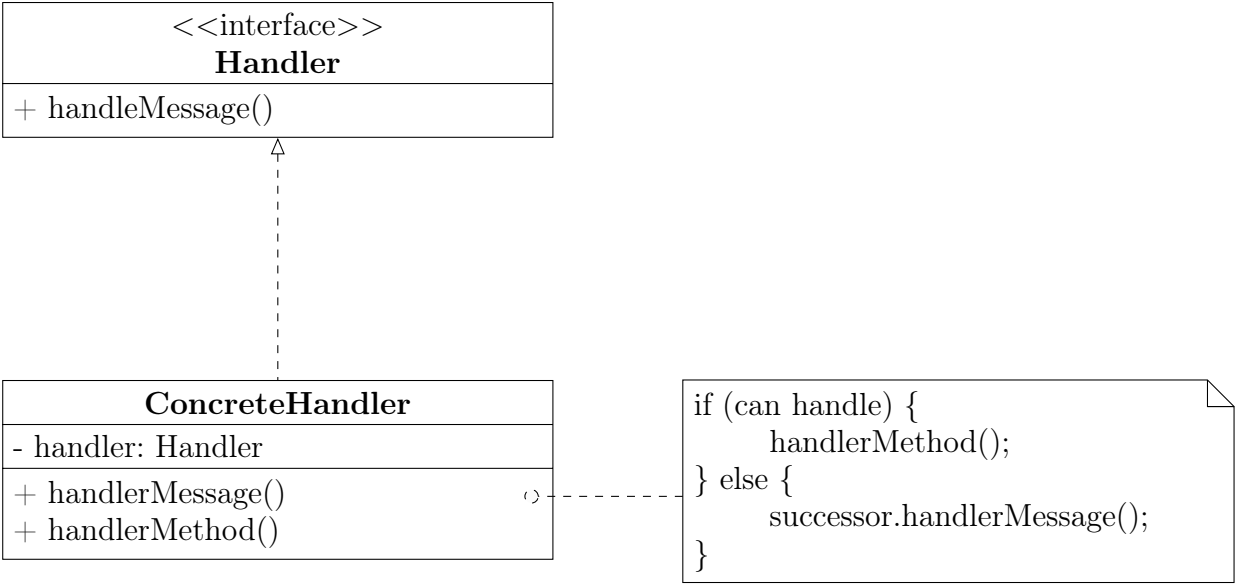 <<interface>>
Handler
+ handleMessage()
ConcreteHandler
- handler: Handler
+ handlerMessage()
+ handlerMethod()
if (can handle) {
handlerMethod();
} else {
successor.handlerMessage();
}